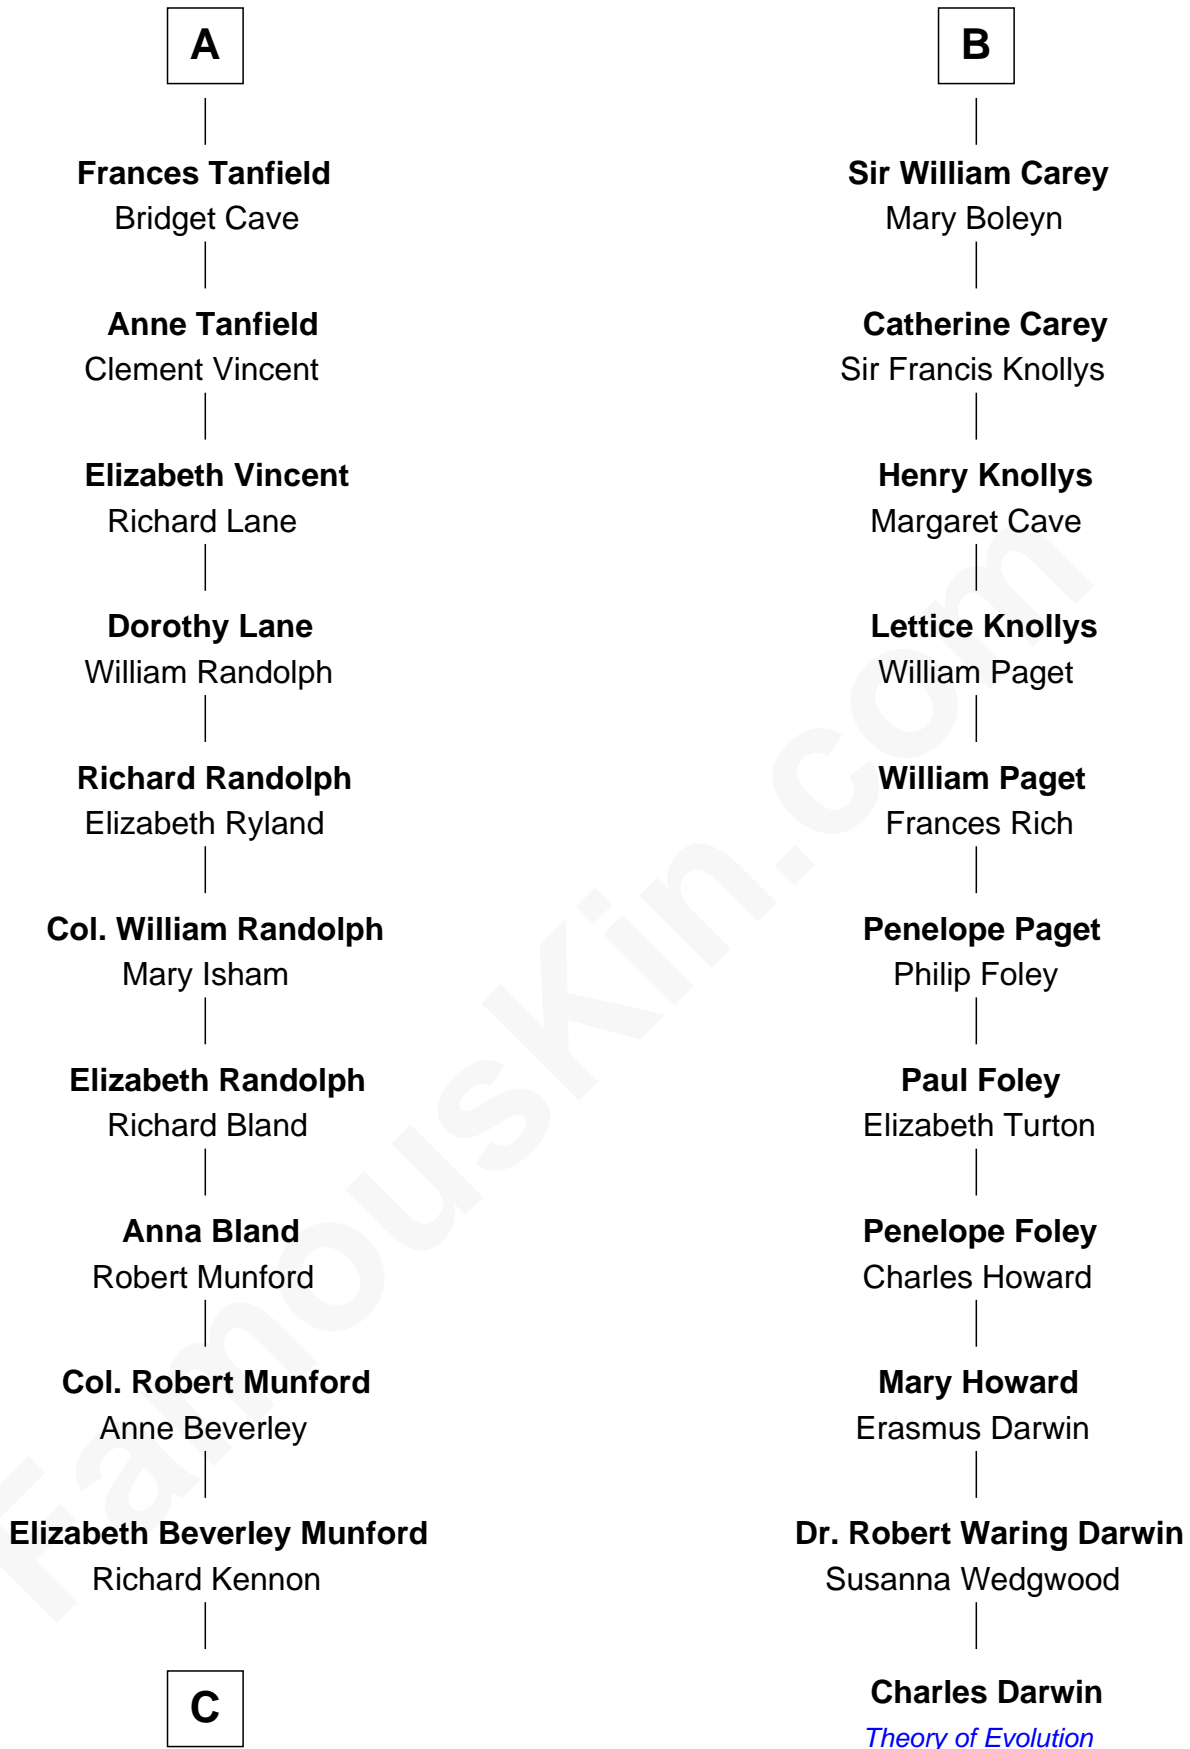 A
Frances Tanfield
Bridget Cave
Anne Tanfield
Clement Vincent
Elizabeth Vincent
Richard Lane
Dorothy Lane
William Randolph
Richard Randolph
Elizabeth Ryland
Col. William Randolph
Mary Isham
Elizabeth Randolph
Richard Bland
Anna Bland
Robert Munford
Col. Robert Munford
Anne Beverley
Elizabeth Beverley Munford
Richard Kennon
C
B
Sir William Carey
Mary Boleyn
Catherine Carey
Sir Francis Knollys
Henry Knollys
Margaret Cave
Lettice Knollys
William Paget
William Paget
Frances Rich
Penelope Paget
Philip Foley
Paul Foley
Elizabeth Turton
Penelope Foley
Charles Howard
Mary Howard
Erasmus Darwin
Dr. Robert Waring Darwin
Susanna Wedgwood
Charles Darwin
Theory of Evolution
FamousKin.com